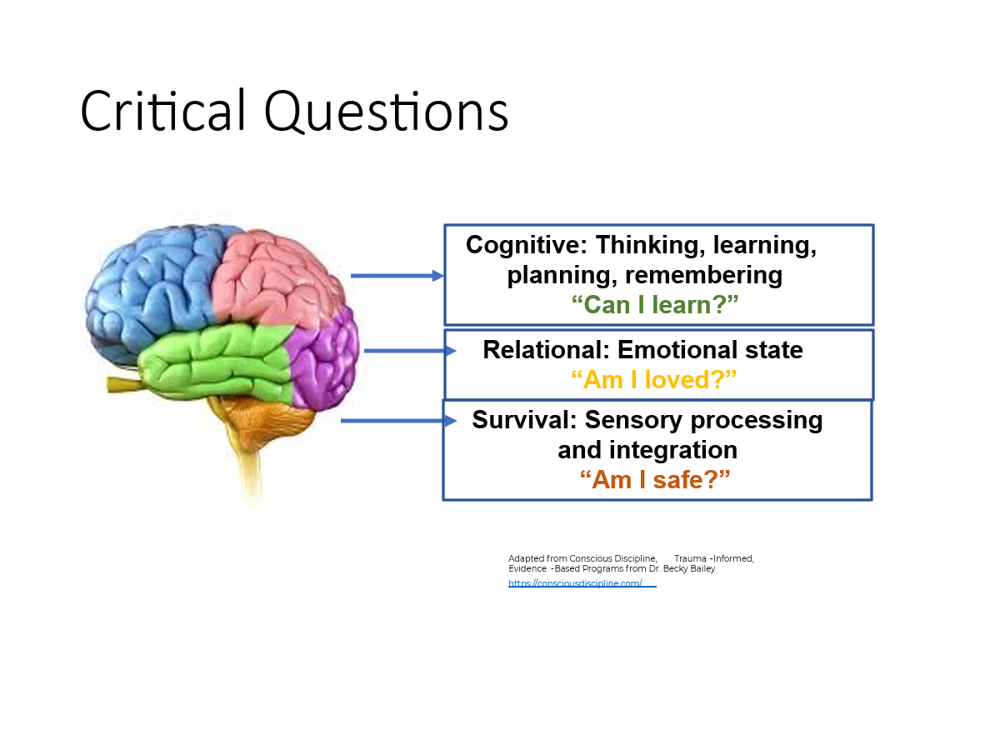 Critical Questions
Cognitive: Thinking, learning,
planning, remembering
“Can I learn?”
Relational: Emotional state
“Am I loved?”
Survival: Sensory processing
and integration
“Am I safe?”
Adapted from Conscious Discipline, Trauma -Informed,
Evidence -Based Programs from Dr. Becky Bailey
https://consciousdiscipline.com/